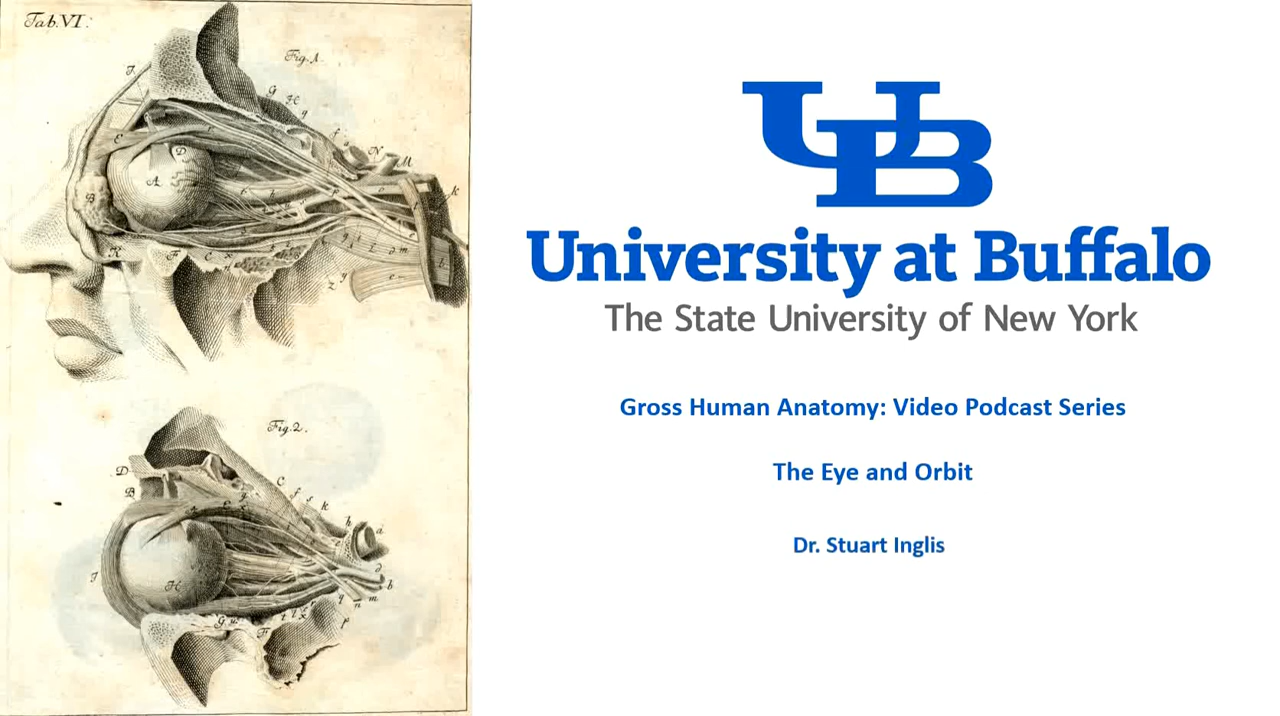 Tab. VI.
Fig. 1.
Fig. 2.
UB
University at Buffalo
The State University of New York
Gross Human Anatomy: Video Podcast Series
The Eye and Orbit
Dr. Stuart Inglis